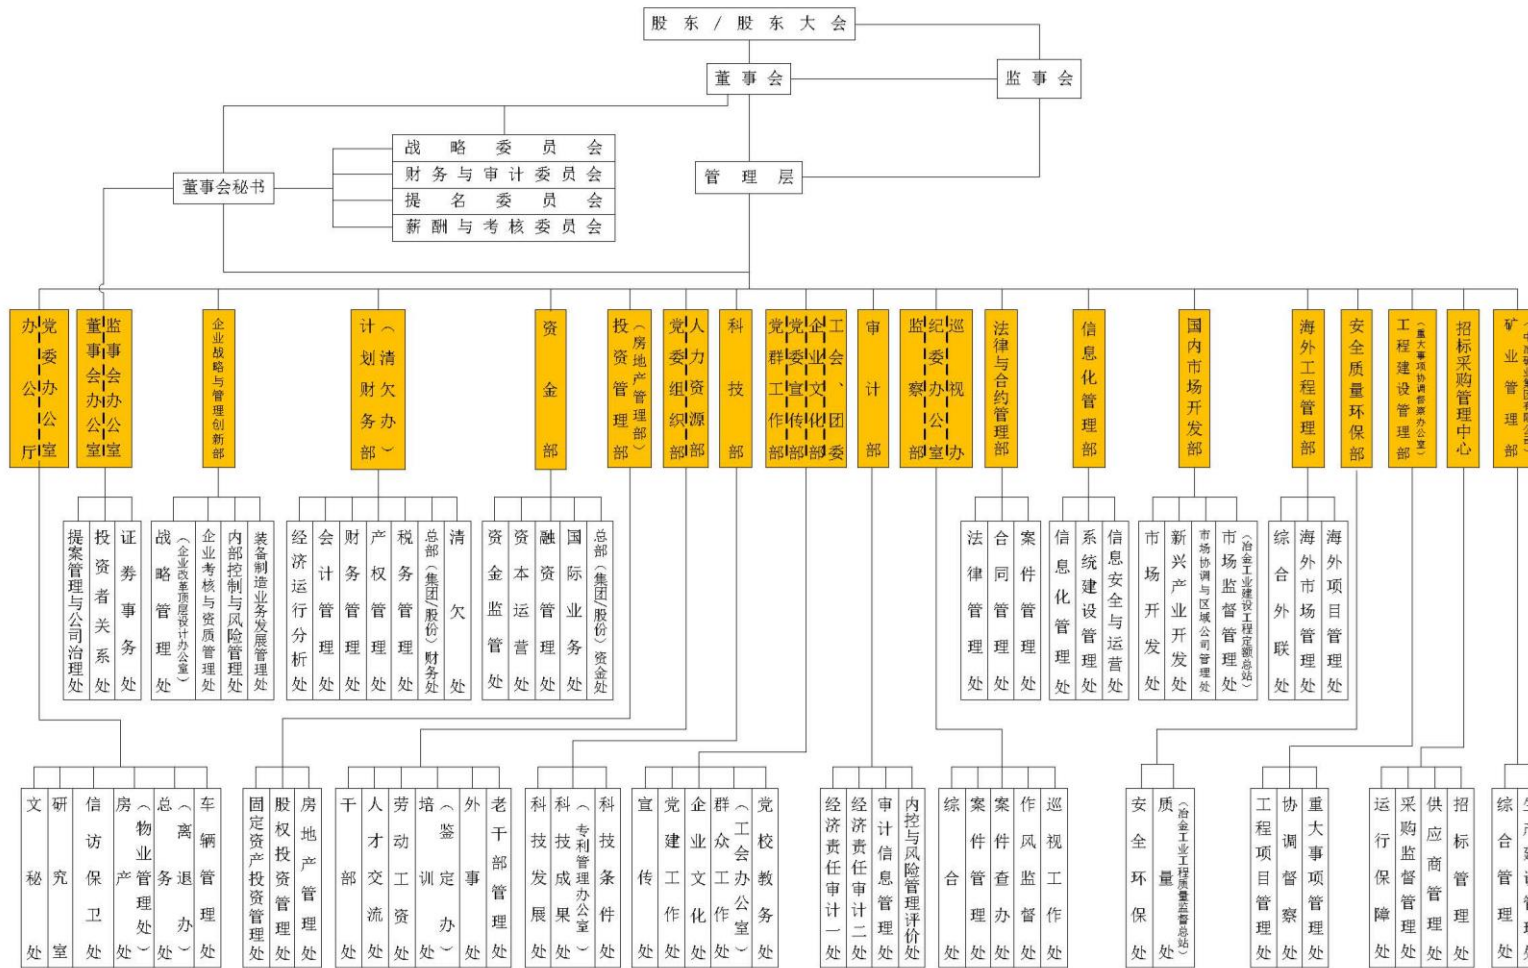 股东/股东大会
董事会
监事会
战略委员会
财务与审计委员会
提名委员会
薪酬与考核委员会
董事会秘书
管理层
党委办公室
办公厅
监事会办公室
董事会办公室
企业战略与管理创新部
（清欠办）
计划财务部
资金部
（房地产管理部）
投资管理部
人力资源部
党委组织部
科技部
工会、团委
企业文化部
党委宣传部
党群工作部
审计部
巡视办
纪委办公室
监察部
法律与合约管理部
信息化管理部
国内市场开发部
海外工程管理部
安全质量环保部
（重大事项协调督察办公室）
工程建设管理部
招标采购管理中心
矿业管理部
提案管理与公司治理处
投资者关系处
证券事务处
战略管理处
（企业改革顶层设计办公室）
企业考核与资质管理处
内部控制与风险管理处
装备制造业务发展管理处
经济运行分析处
会计管理处
财务管理处
产权管理处
税务管理处
总部（集团/股份）财务处
清欠处
资金监管处
资本运营处
融资管理处
国际业务处
总部（集团/股份）资金处
法律管理处
合同管理处
案件管理处
信息化管理处
系统建设管理处
信息安全与运营处
市场开发处
新兴产业开发处
市场协调与区域公司管理处
市场监督管理处
（冶金工业建设工程定额总站）
综合外联处
海外市场管理处
海外项目管理处
文秘处
研究室
信访保卫处
房产处
（物业管理处）
总务处
（离退办）
车辆管理处
固定资产投资管理处
股权投资管理处
房地产管理处
干部处
人才交流处
劳动工资处
培训处
（鉴定办）
外事处
老干部管理处
科技发展处
科技成果处
（专利管理办公室）
科技条件处
宣传处
党建工作处
企业文化处
群众工作处
（工会办公室）
党校教务处
经济责任审计一处
经济责任审计二处
审计信息管理处
内控与风险管理评价处
综合处
案件管理处
案件查办处
作风监督处
巡视工作处
安全环保处
质量处
（冶金工业工程质量监督总站）
工程项目管理处
协调督察处
重大事项管理处
运行保障处
采购监督管理处
供应商管理处
招标管理处
综合管理处